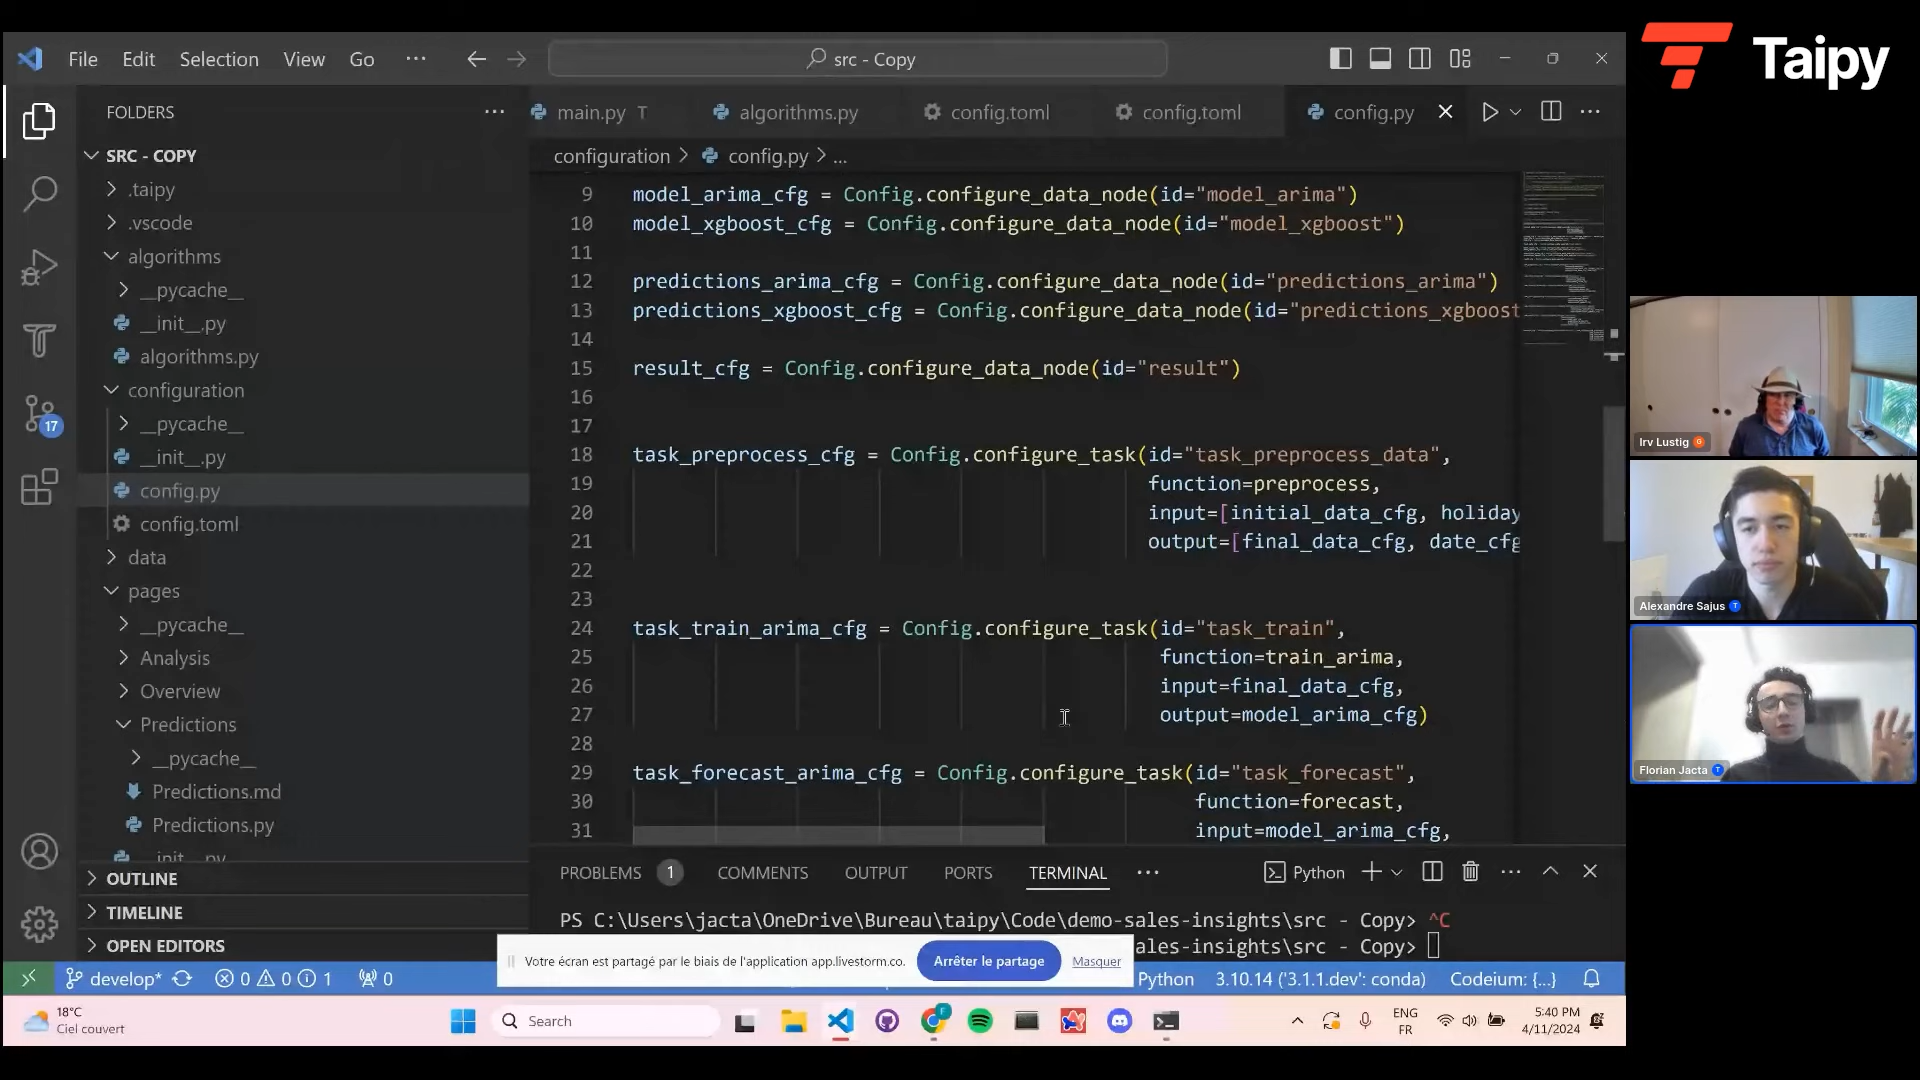 Taipy
File Edit Selection View Go ...
src - Copy
FOLDERS
SRC - COPY
.taipy
.vscode
algorithms
__pycache__
__init__.py
algorithms.py
configuration
__pycache__
__init__.py
config.py
config.toml
data
pages
__pycache__
Analysis
Overview
Predictions
__pycache__
Predictions.md
Predictions.py
__init__.py
OUTLINE
TIMELINE
OPEN EDITORS
17
main.py T
algorithms.py
config.toml
config.toml
config.py
configuration > config.py > ...
9 model_arima_cfg = Config.configure_data_node(id="model_arima")
10 model_xgboost_cfg = Config.configure_data_node(id="model_xgboost")
11
12 predictions_arima_cfg = Config.configure_data_node(id="predictions_arima")
13 predictions_xgboost_cfg = Config.configure_data_node(id="predictions_xgboost
14
15 result_cfg = Config.configure_data_node(id="result")
16
17
18 task_preprocess_cfg = Config.configure_task(id="task_preprocess_data",
19 function=preprocess,
20 input=[initial_data_cfg, holiday
21 output=[final_data_cfg, date_cfg
22
23
24 task_train_arima_cfg = Config.configure_task(id="task_train",
25 function=train_arima,
26 input=final_data_cfg,
27 output=model_arima_cfg)
28
29 task_forecast_arima_cfg = Config.configure_task(id="task_forecast",
30 function=forecast,
31 input=model_arima_cfg,
PROBLEMS 1 COMMENTS OUTPUT PORTS TERMINAL ... Python
PS C:\Users\jacta\OneDrive\Bureau\taipy\Code\demo-sales-insights\src - Copy> ^C
ales-insights\src - Copy>
Votre écran est partagé par le biais de l'application app.livestorm.co. Arrêter le partage Masquer
develop* 0 0 1 0 Python 3.10.14 ('3.1.1.dev': conda) Codeium: {...}
18°C
Ciel couvert
Search
ENG
FR
5:40 PM
4/11/2024
Irv Lustig
Alexandre Sajus
Florian Jacta